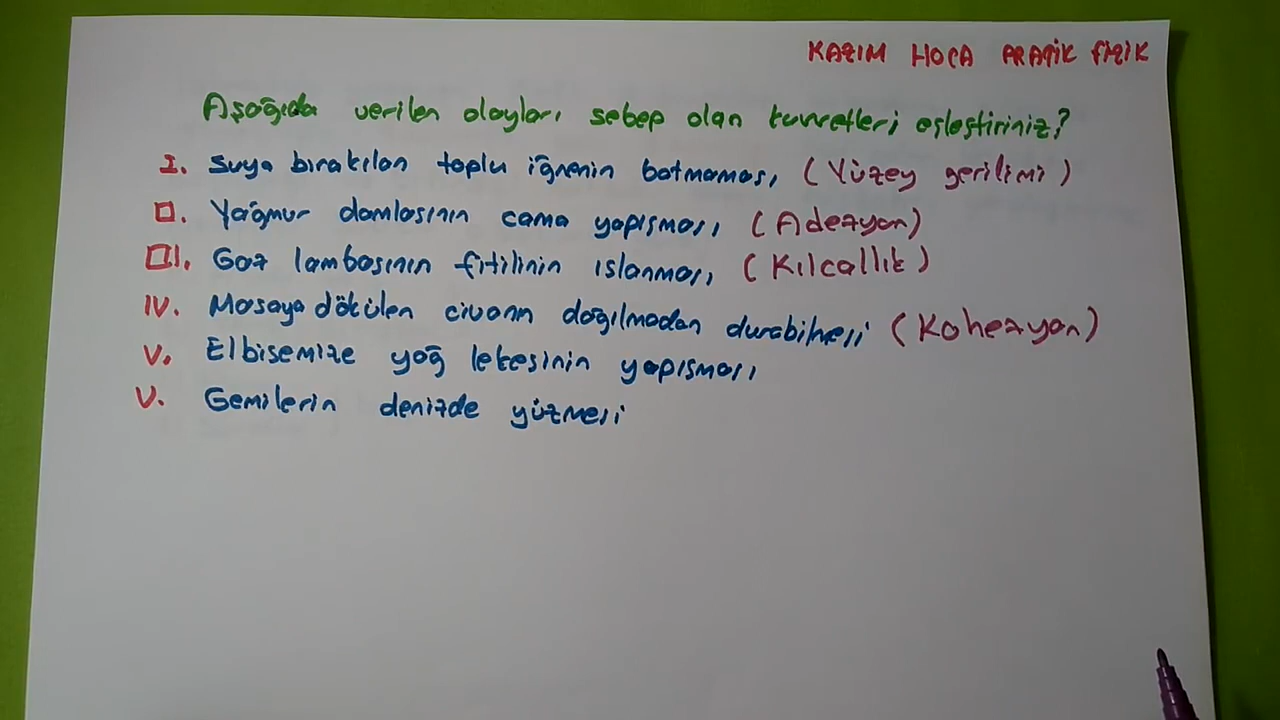 KAZIM HOCA PRATİK FİZİK
Aşağıda verilen olayları sebep olan kuvvetleri eşleştiriniz?
I. Suya bırakılan toplu iğnenin batmaması (Yüzey gerilimi)
II. Yağmur damlasının cama yapışması (Adezyon)
III. Gaz lambasının fitilinin ıslanması (Kılcallık)
IV. Masaya dökülen civanın dağılmadan durabilmesi (Kohezyon)
V. Elbisemize yağ lekesinin yapışması
V. Gemilerin denizde yüzmesi